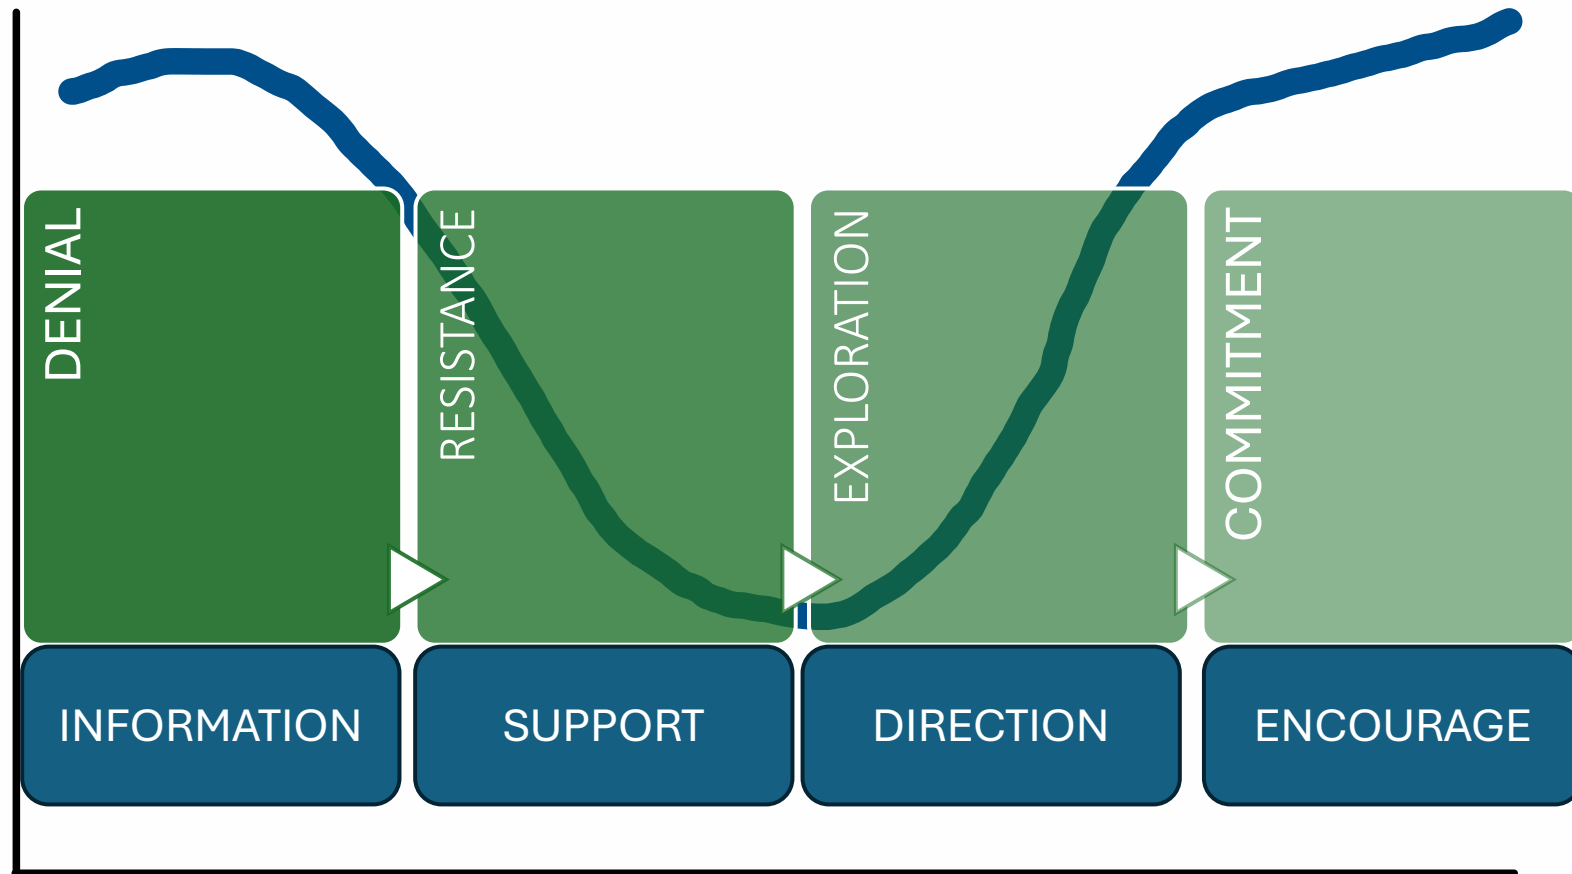 DENIAL
RESISTANCE
EXPLORATION
COMMITMENT
INFORMATION
SUPPORT
DIRECTION
ENCOURAGE